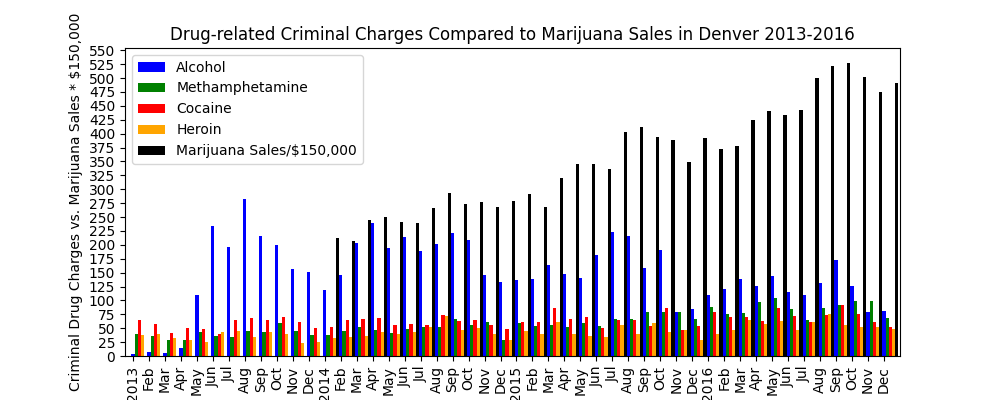 Drug-related Criminal Charges Compared to Marijuana Sales in Denver 2013-2016
Criminal Drug Charges vs. Marijuana Sales * $150,000
550
525
500
475
450
425
400
375
350
325
300
275
250
225
200
175
150
125
100
75
50
25
0
Alcohol
Methamphetamine
Cocaine
Heroin
Marijuana Sales/$150,000
2013 Feb Mar Apr May Jun Jul Aug Sep Oct Nov Dec 2014 Feb Mar Apr May Jun Jul Aug Sep Oct Nov Dec 2015 Feb Mar Apr May Jun Jul Aug Sep Oct Nov Dec 2016 Feb Mar Apr May Jun Jul Aug Sep Oct Nov Dec